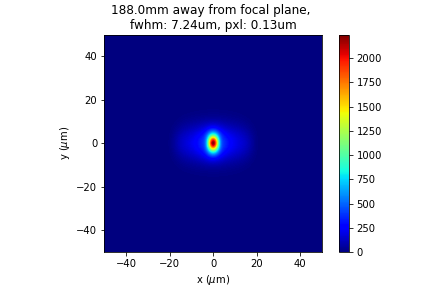 188.0mm away from focal plane,
fwhm: 7.24um, pxl: 0.13um
40
20
0
−20
−40
y (μm)
−40 −20 0 20 40
x (μm)
2000
1750
1500
1250
1000
750
500
250
0